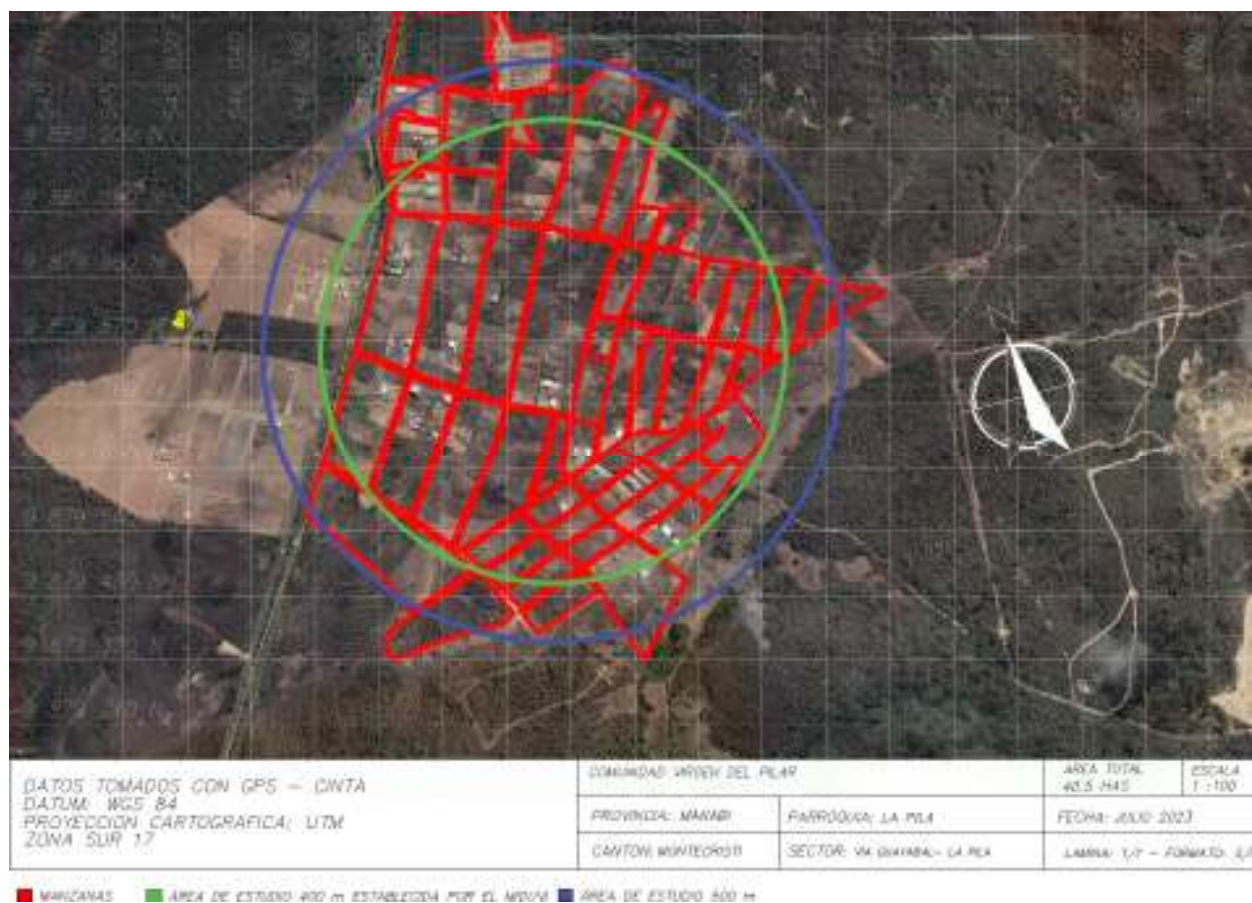 DATOS TOMADOS CON GPS – CINTA
DATUM: WGS 84
PROYECCION CARTOGRAFICA: UTM
ZONA SUR 17
COMUNIDAD VIRGEN DEL PILAR
AREA TOTAL
40.5 HAS
ESCALA
1 :100
PROVINCIA: MANABI
PARROQUIA: LA PILA
FECHA: JULIO 2023
CANTON: MONTECRISTI
SECTOR: VIA GUAYABAL- LA PILA
LAMINA: 1/1 – FORMATO:
MANZANAS
AREA DE ESTUDIO 400 m ESTABLECIDA POR EL
AREA DE ESTUDIO 500 m